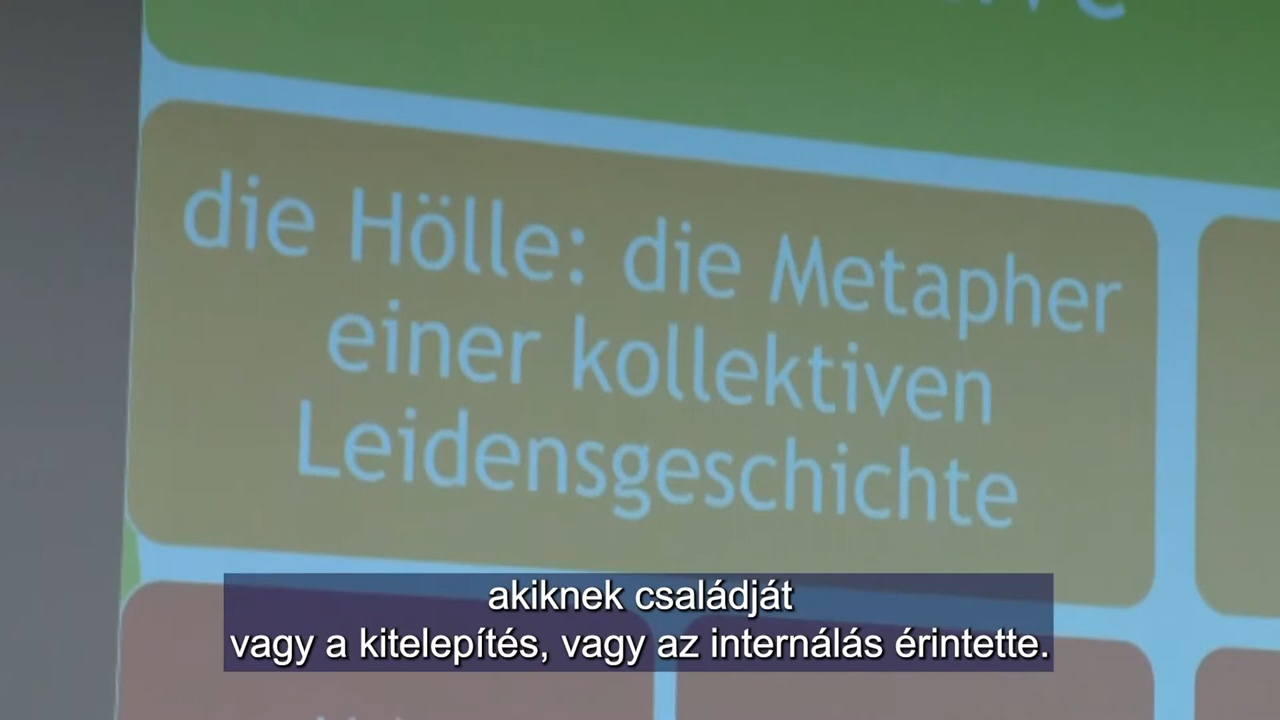 die Hölle: die Metapher
einer kollektiven
Leidensgeschichte
akiknek családját
vagy a kitelepítés, vagy az internálás érintette.